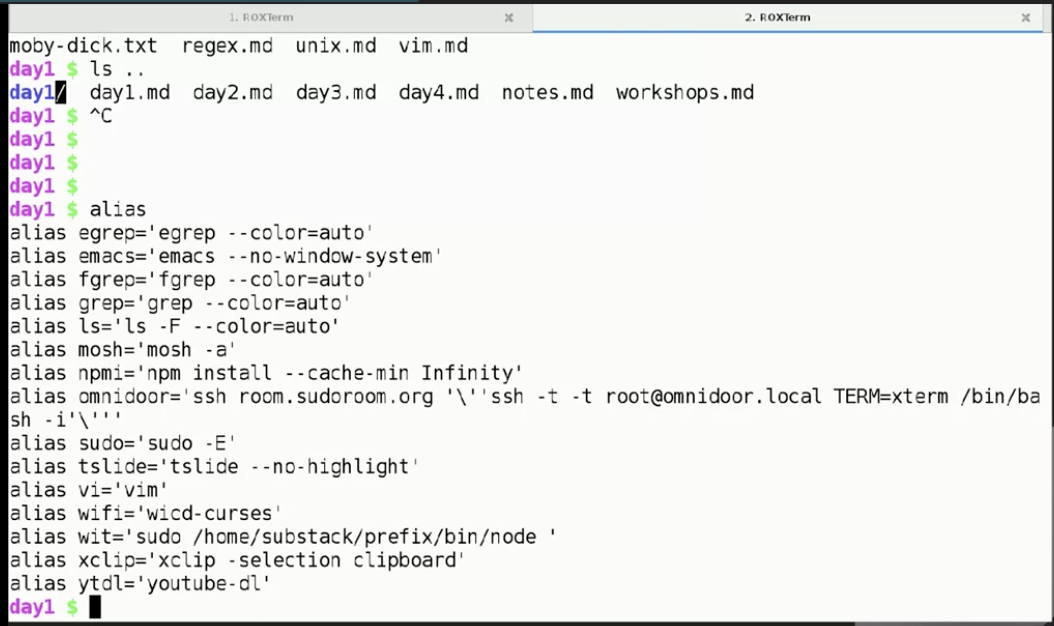 1. ROXTerm
2. ROXTerm
moby-dick.txt  regex.md  unix.md  vim.md
day1 $ ls ..
day1/  day1.md  day2.md  day3.md  day4.md  notes.md  workshops.md
day1 $ ^C
day1 $
day1 $
day1 $
day1 $ alias
alias egrep='egrep --color=auto'
alias emacs='emacs --no-window-system'
alias fgrep='fgrep --color=auto'
alias grep='grep --color=auto'
alias ls='ls -F --color=auto'
alias mosh='mosh -a'
alias npmi='npm install --cache-min Infinity'
alias omnidoor='ssh room.sudoroom.org '\''ssh -t -t root@omnidoor.local TERM=xterm /bin/ba
sh -i'\'''
alias sudo='sudo -E'
alias tslide='tslide --no-highlight'
alias vi='vim'
alias wifi='wicd-curses'
alias wit='sudo /home/substack/prefix/bin/node '
alias xclip='xclip -selection clipboard'
alias ytdl='youtube-dl'
day1 $